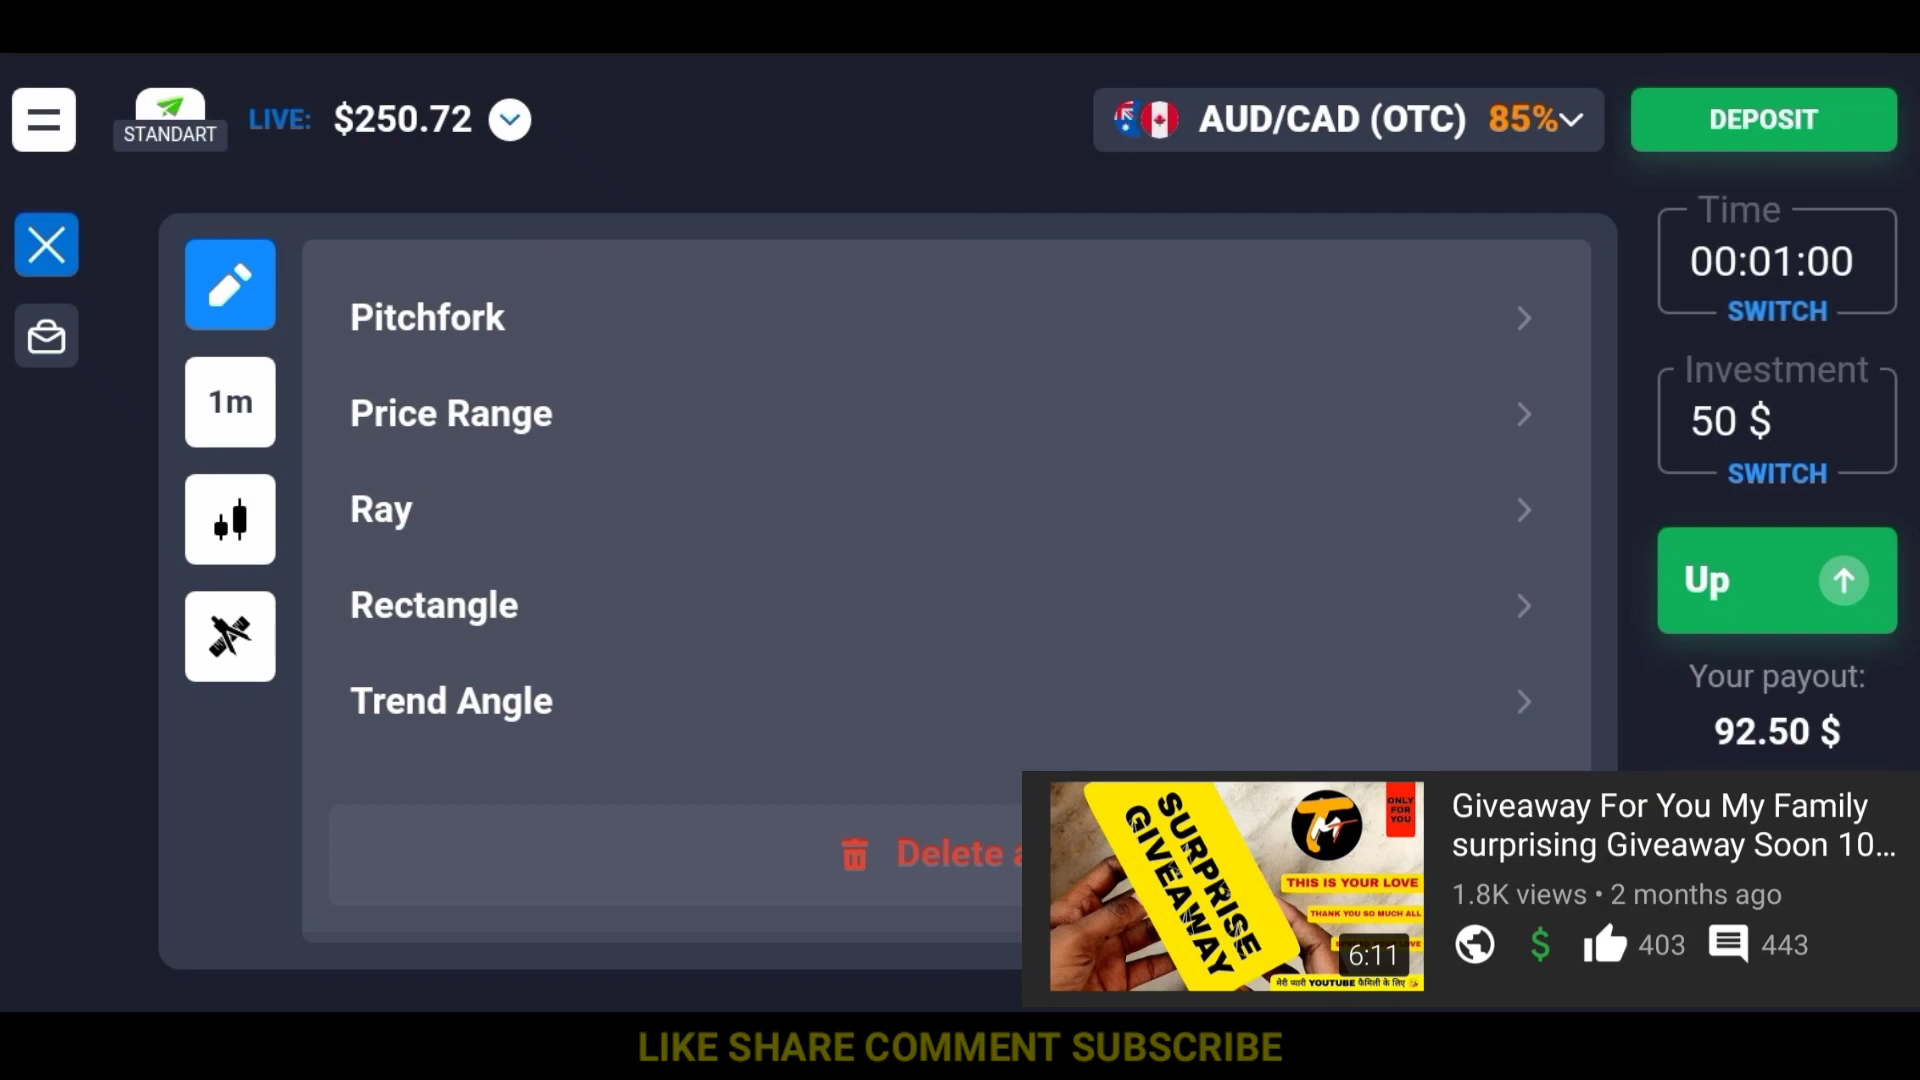 STANDART
LIVE: $250.72
AUD/CAD (OTC) 85%
DEPOSIT
Time
00:01:00
SWITCH
1m
Pitchfork
Price Range
Ray
Rectangle
Trend Angle
Delete
Investment
50 $
SWITCH
Up
Your payout:
92.50 $
SURPRISE
GIVEAWAY
ONLY
FOR
YOU
THIS IS YOUR LOVE
THANK YOU SO MUCH ALL
6:11
मेरी प्यारी YOUTUBE फैमिली के लिए
Giveaway For You My Family
surprising Giveaway Soon 10...
1.8K views • 2 months ago
403
443
LIKE SHARE COMMENT SUBSCRIBE